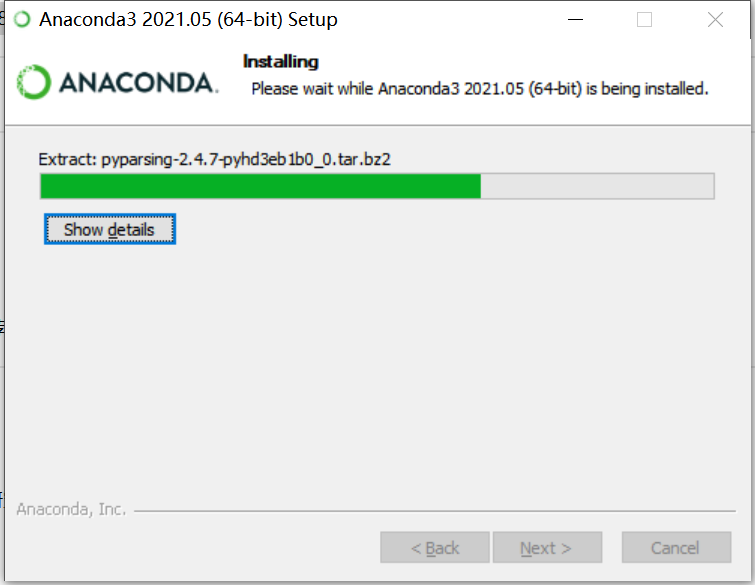 Anaconda3 2021.05 (64-bit) Setup
ANACONDA.
Installing
Please wait while Anaconda3 2021.05 (64-bit) is being installed.
Extract: pyparsing-2.4.7-pyhd3eb1b0_0.tar.bz2
Show details
Anaconda, Inc.
< Back
Next >
Cancel